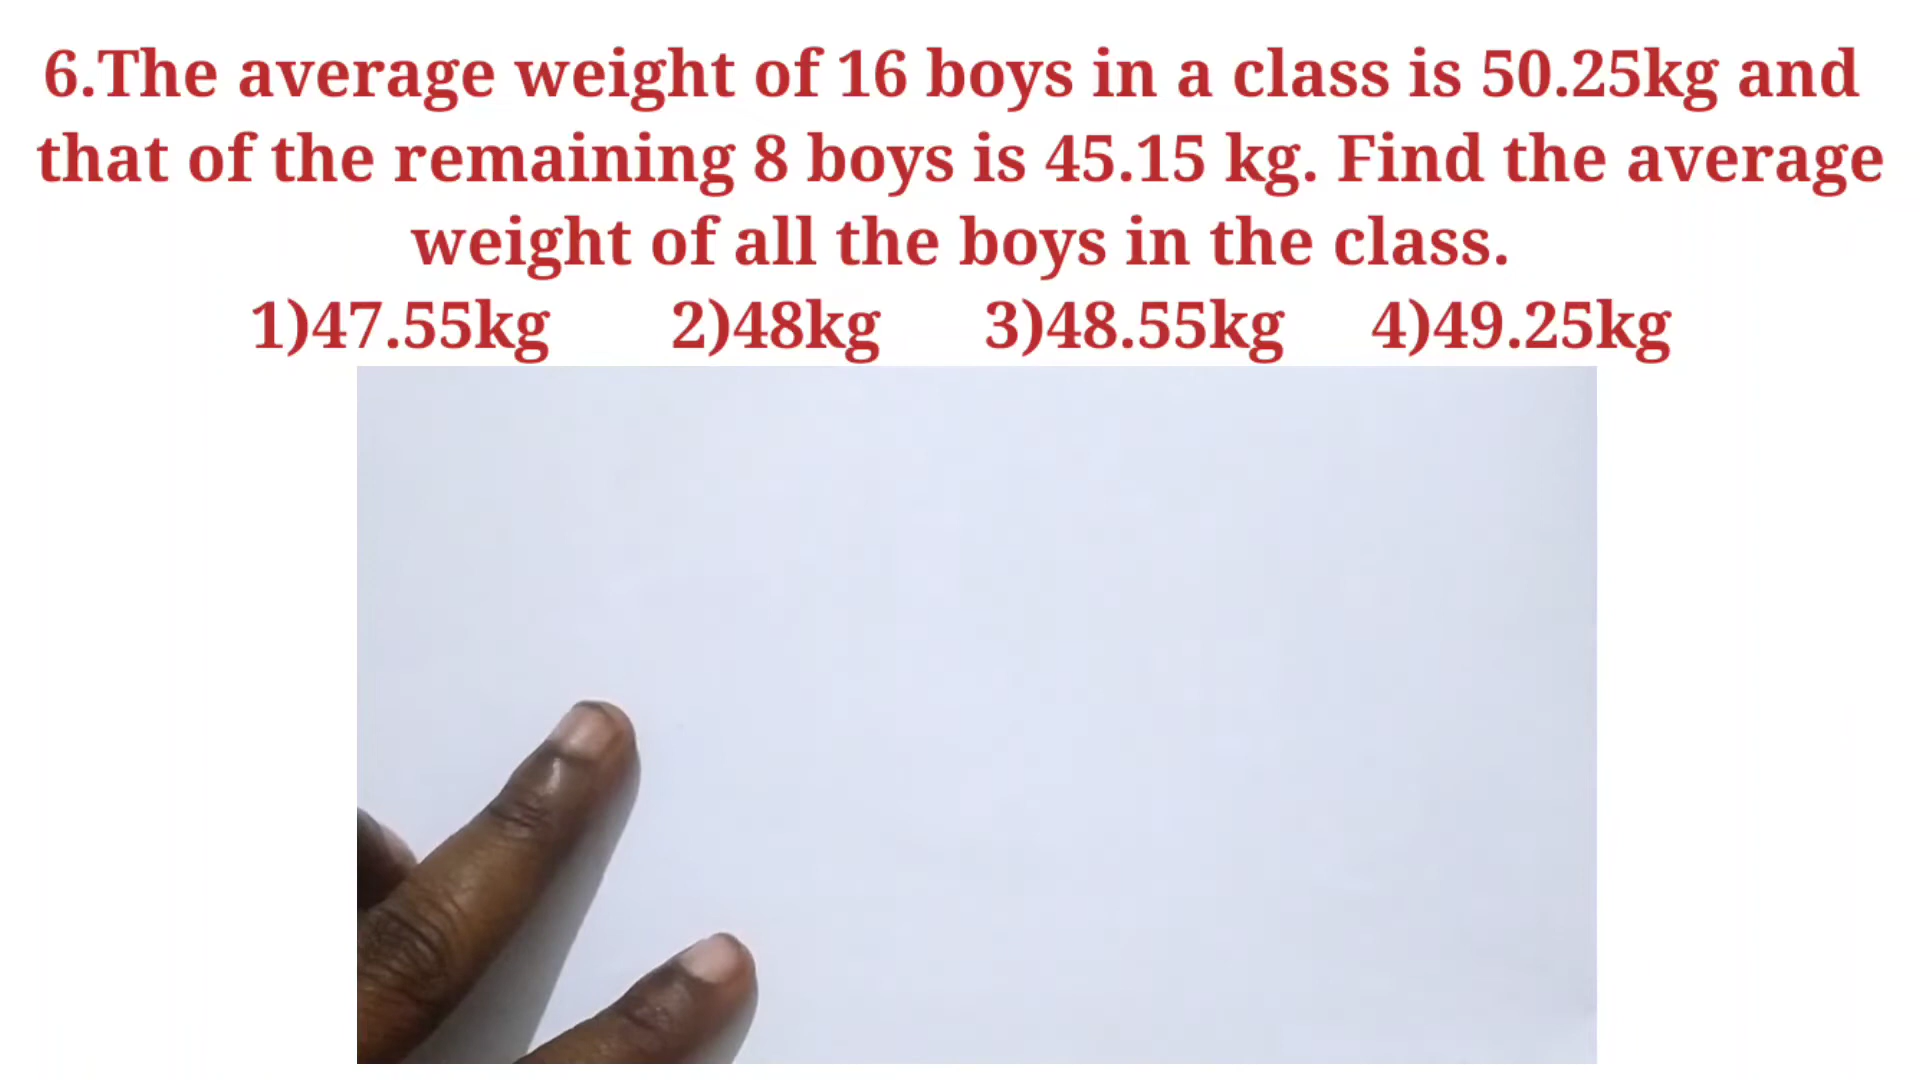 6.The average weight of 16 boys in a class is 50.25kg and
that of the remaining 8 boys is 45.15 kg. Find the average
weight of all the boys in the class.
1)47.55kg 2)48kg 3)48.55kg 4)49.25kg